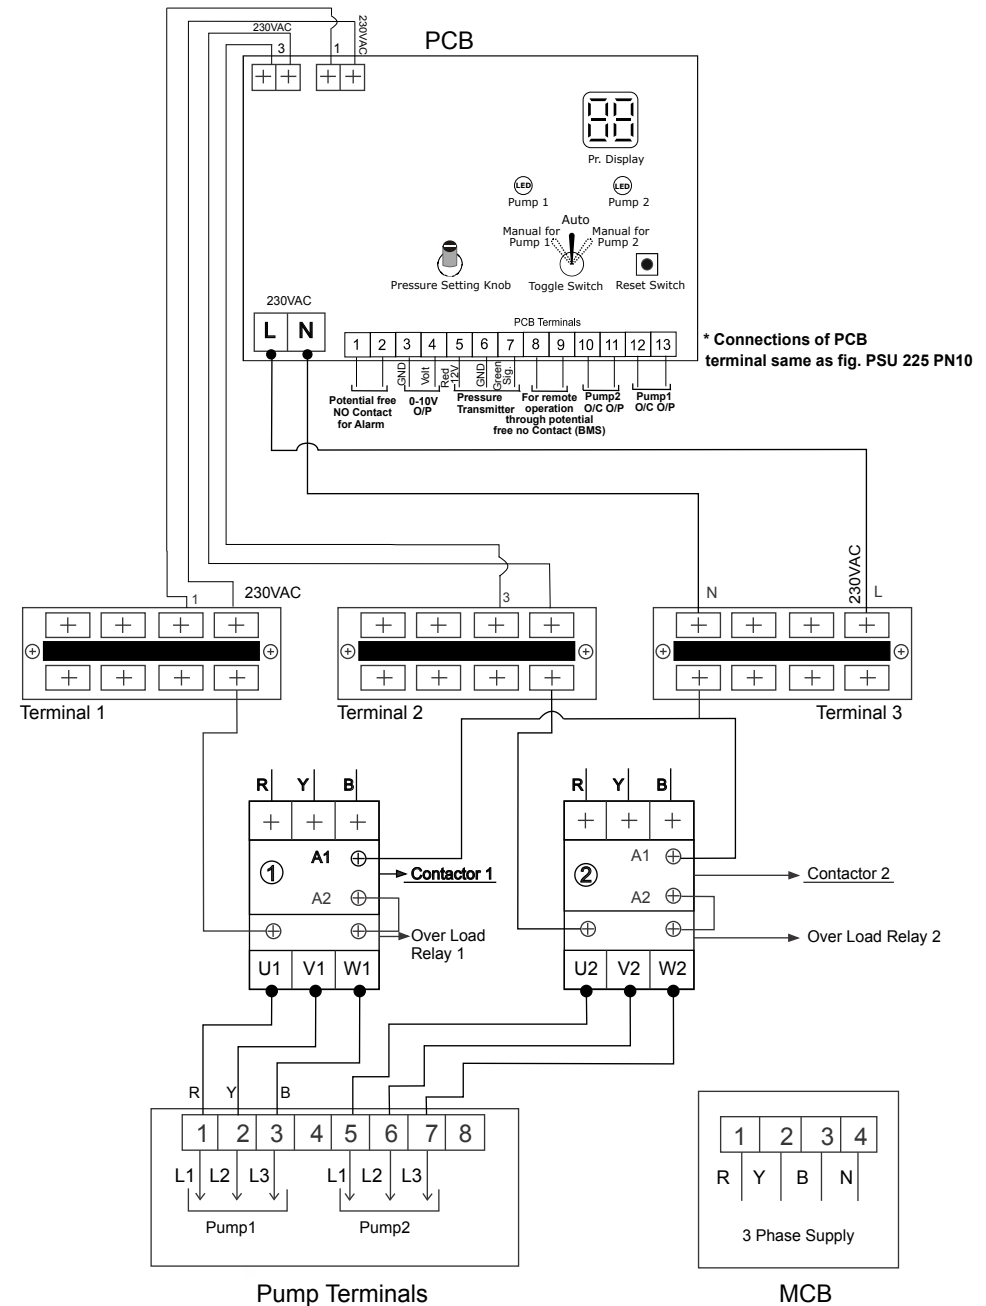 230VAC
230VAC
3
1
PCB
Pr. Display
LED
LED
Pump 1
Pump 2
Auto
Manual for
Pump 1
Manual for
Pump 2
Pressure Setting Knob
Toggle Switch
Reset Switch
230VAC
L N
PCB Terminals
1 2 3 4 5 6 7 8 9 10 11 12 13
* Connections of PCB
terminal same as fig. PSU 225 PN10
GND
Volt
Red
12V
GND
Green
Sig.
Potential free
NO Contact
for Alarm
0-10V
O/P
Pressure
Transmitter
For remote
operation
through potential
free no Contact (BMS)
Pump2
O/C O/P
Pump1
O/C O/P
1
230VAC
3
N
230VAC
L
Terminal 1
Terminal 2
Terminal 3
R Y B
A1
1
A2
Contactor 1
Over Load
Relay 1
U1 V1 W1
R Y B
A1
2
A2
Contactor 2
Over Load Relay 2
U2 V2 W2
R Y B
1 2 3 4 5 6 7 8
L1 L2 L3
L1 L2 L3
Pump1
Pump2
Pump Terminals
1 2 3 4
R Y B N
3 Phase Supply
MCB